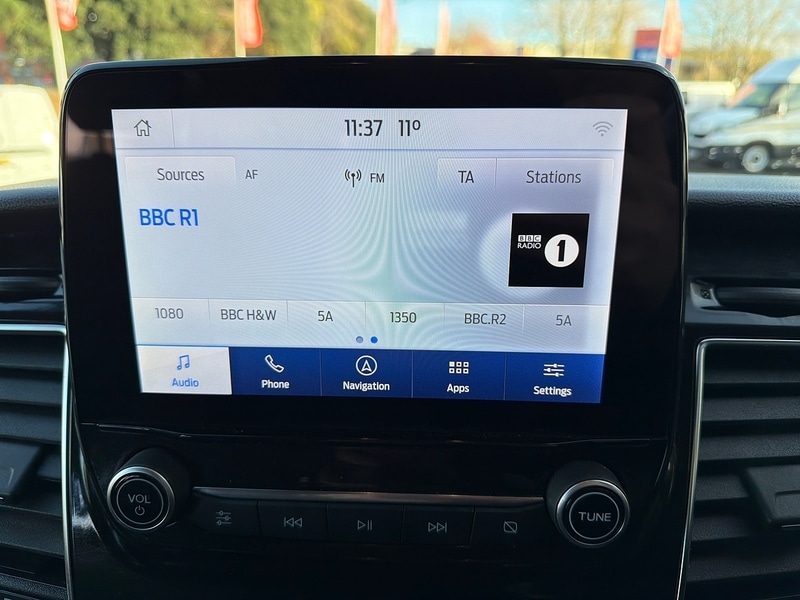 11:37 11º
Sources AF FM TA Stations
BBC R1
BBC
RADIO 1
1080 BBC H&W 5A 1350 BBC.R2 5A
Audio Phone Navigation Apps Settings
VOL
TUNE